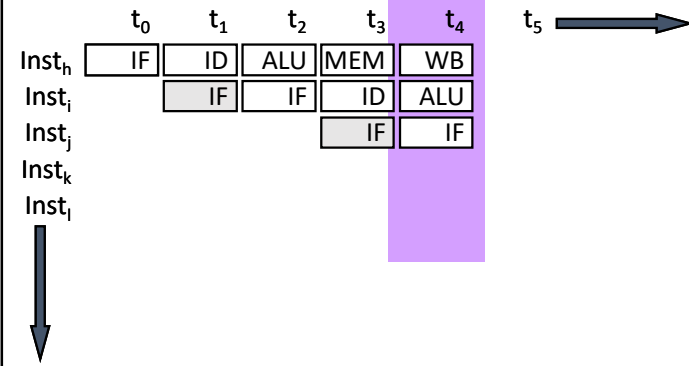 t₀ t₁ t₂ t₃ t₄ t₅
Instₕ IF ID ALU MEM WB
Instᵢ IF IF ID ALU
Instⱼ IF IF
Instₖ
Instₗ